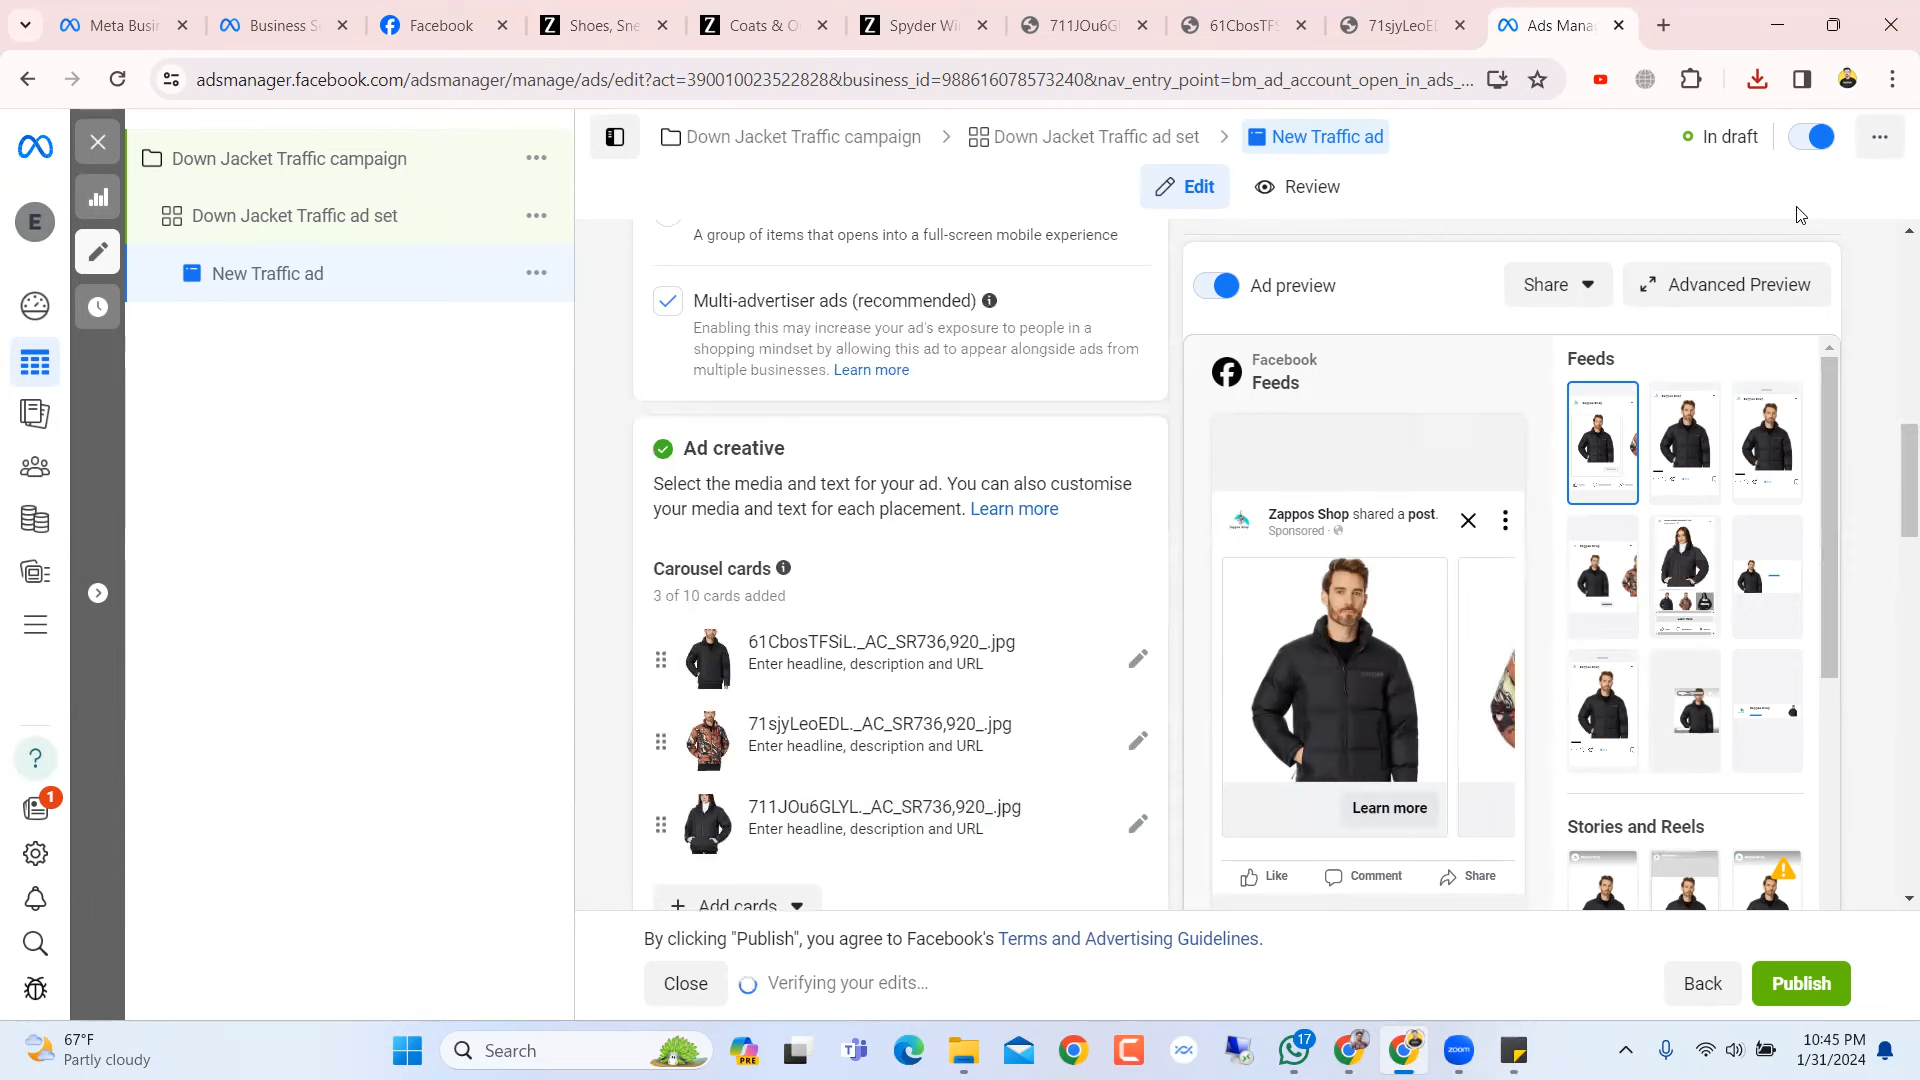 Meta Busi
Business S
Facebook
Shoes, Sne
Coats & O
Spyder Wi
711JOu6G
61CbosTFS
71sjyLeoE
Ads Mana
adsmanager.facebook.com/adsmanager/manage/ads/edit?act=390010023522828&business_id=988616078573240&nav_entry_point=bm_ad_account_open_in_ads_...
Down Jacket Traffic campaign
Down Jacket Traffic ad set
New Traffic ad
In draft
Edit
Review
E
Down Jacket Traffic campaign
Down Jacket Traffic ad set
New Traffic ad
A group of items that opens into a full-screen mobile experience
Multi-advertiser ads (recommended)
Enabling this may increase your ad's exposure to people in a
shopping mindset by allowing this ad to appear alongside ads from
multiple businesses. Learn more
Ad creative
Select the media and text for your ad. You can also customise
your media and text for each placement. Learn more
Carousel cards
3 of 10 cards added
61CbosTFSiL._AC_SR736,920_.jpg
Enter headline, description and URL
71sjyLeoEDL._AC_SR736,920_.jpg
Enter headline, description and URL
711JOu6GLYL._AC_SR736,920_.jpg
Enter headline, description and URL
+ Add cards
Ad preview
Share
Advanced Preview
Facebook
Feeds
Zappos Shop shared a post.
Sponsored ·
Learn more
Like
Comment
Share
Feeds
Stories and Reels
By clicking "Publish", you agree to Facebook's Terms and Advertising Guidelines.
Close
Verifying your edits...
Back
Publish
?
1
67°F
Partly cloudy
Search
PRE
17
zoom
10:45 PM
1/31/2024